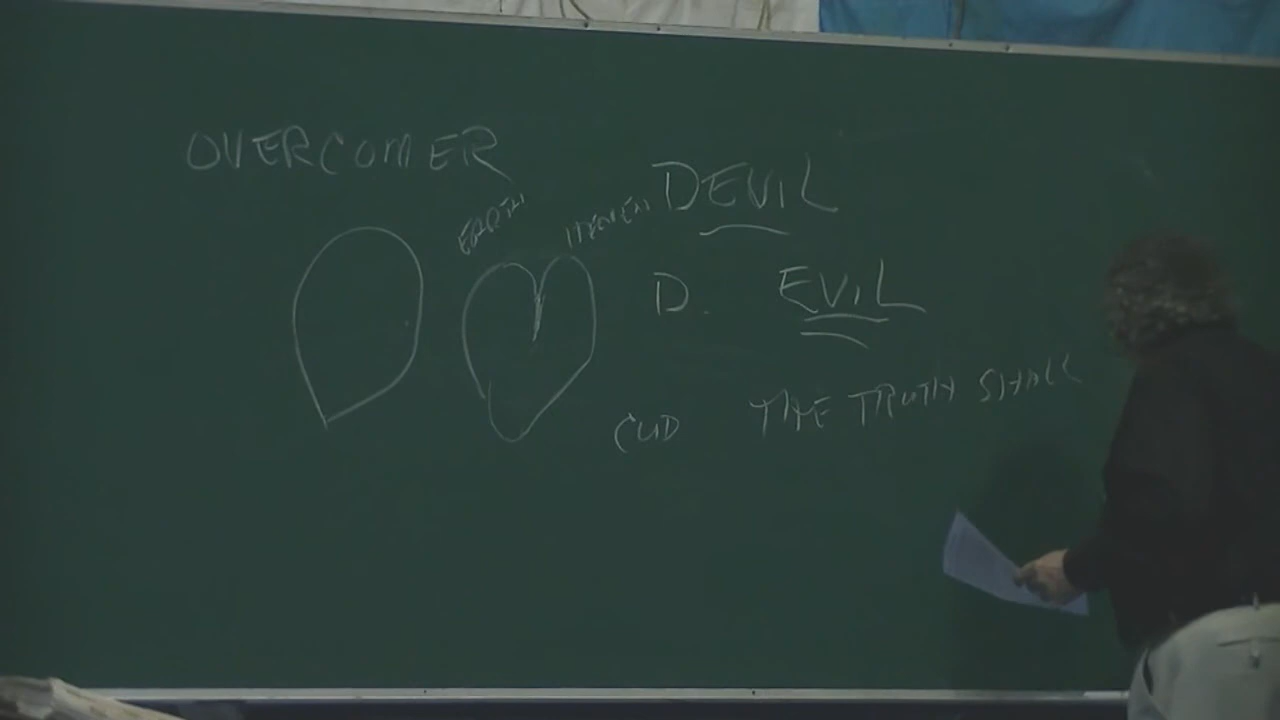 OVERCOMER
EARTH
HEAVEN
DEVIL
D. EVIL
CUD THE TRUTH SHALL